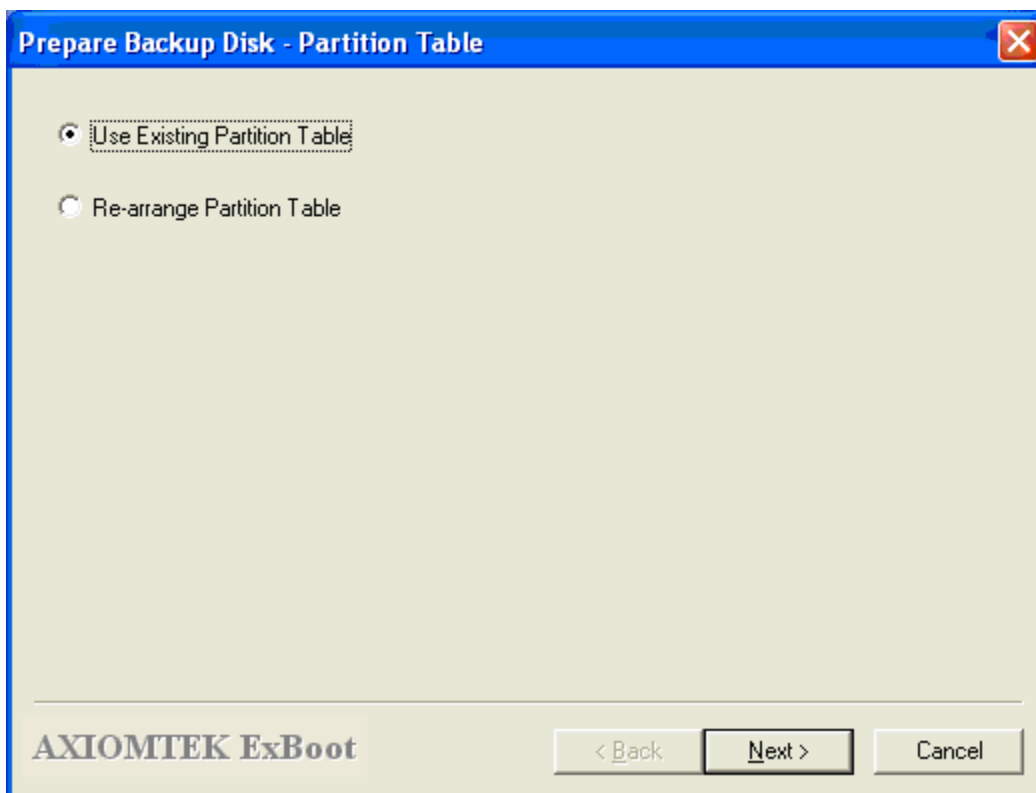 Prepare Backup Disk - Partition Table
Use Existing Partition Table
Re-arrange Partition Table
AXIOMTEK ExBoot
< Back
Next >
Cancel